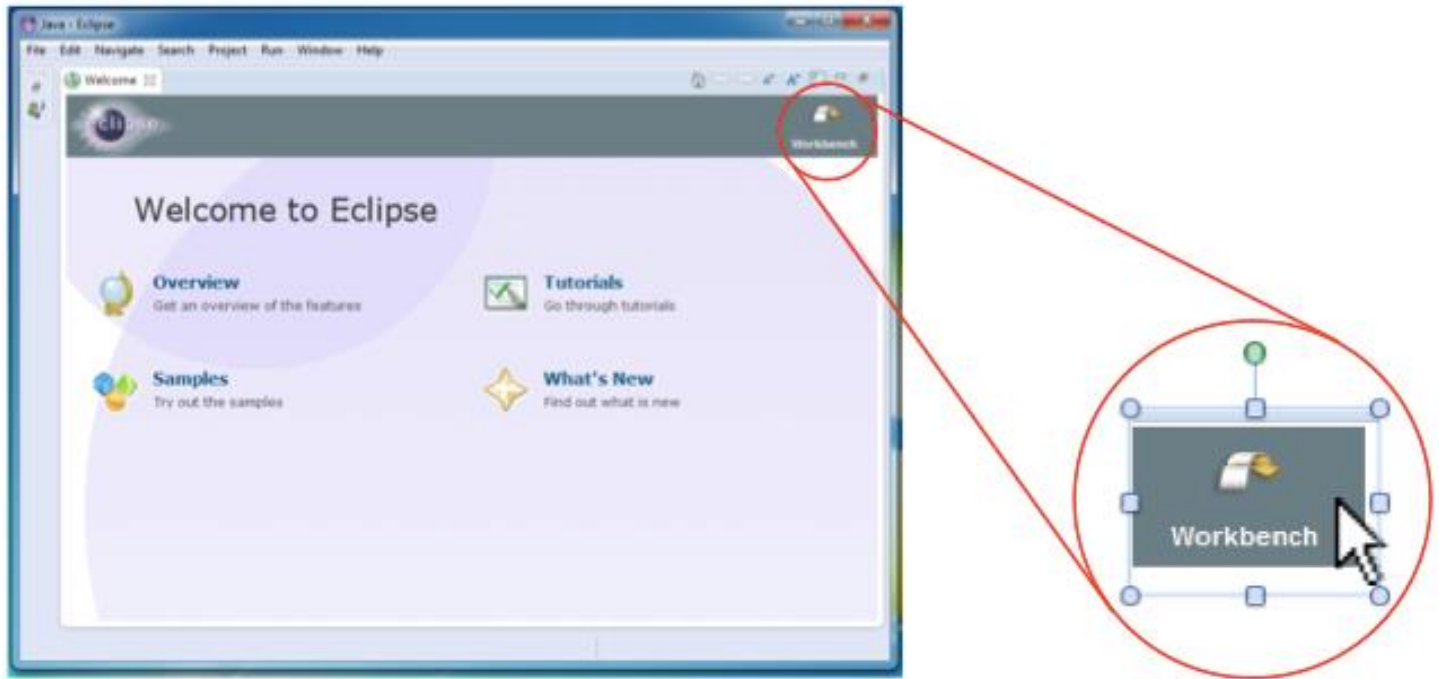 Java - Eclipse
File Edit Navigate Search Project Run Window Help
Welcome
eclipse
Workbench
Welcome to Eclipse
Overview
Get an overview of the features
Tutorials
Go through tutorials
Samples
Try out the samples
What's New
Find out what is new
Workbench